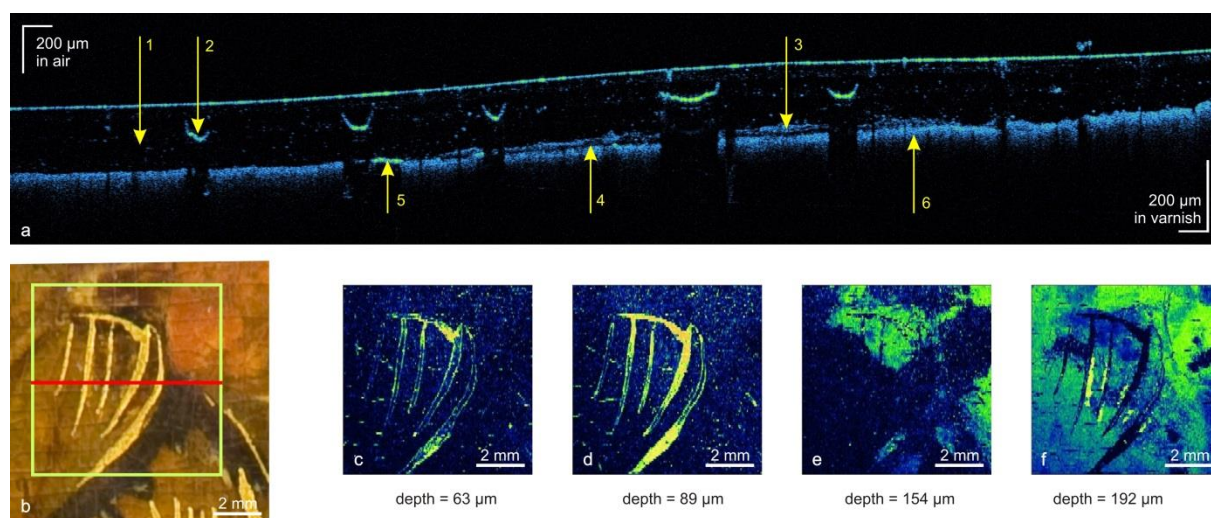 200 µm
in air
1
2
3
5
4
6
200 µm
in varnish
a
b
2 mm
c
2 mm
d
2 mm
e
2 mm
f
2 mm
depth = 63 µm
depth = 89 µm
depth = 154 µm
depth = 192 µm